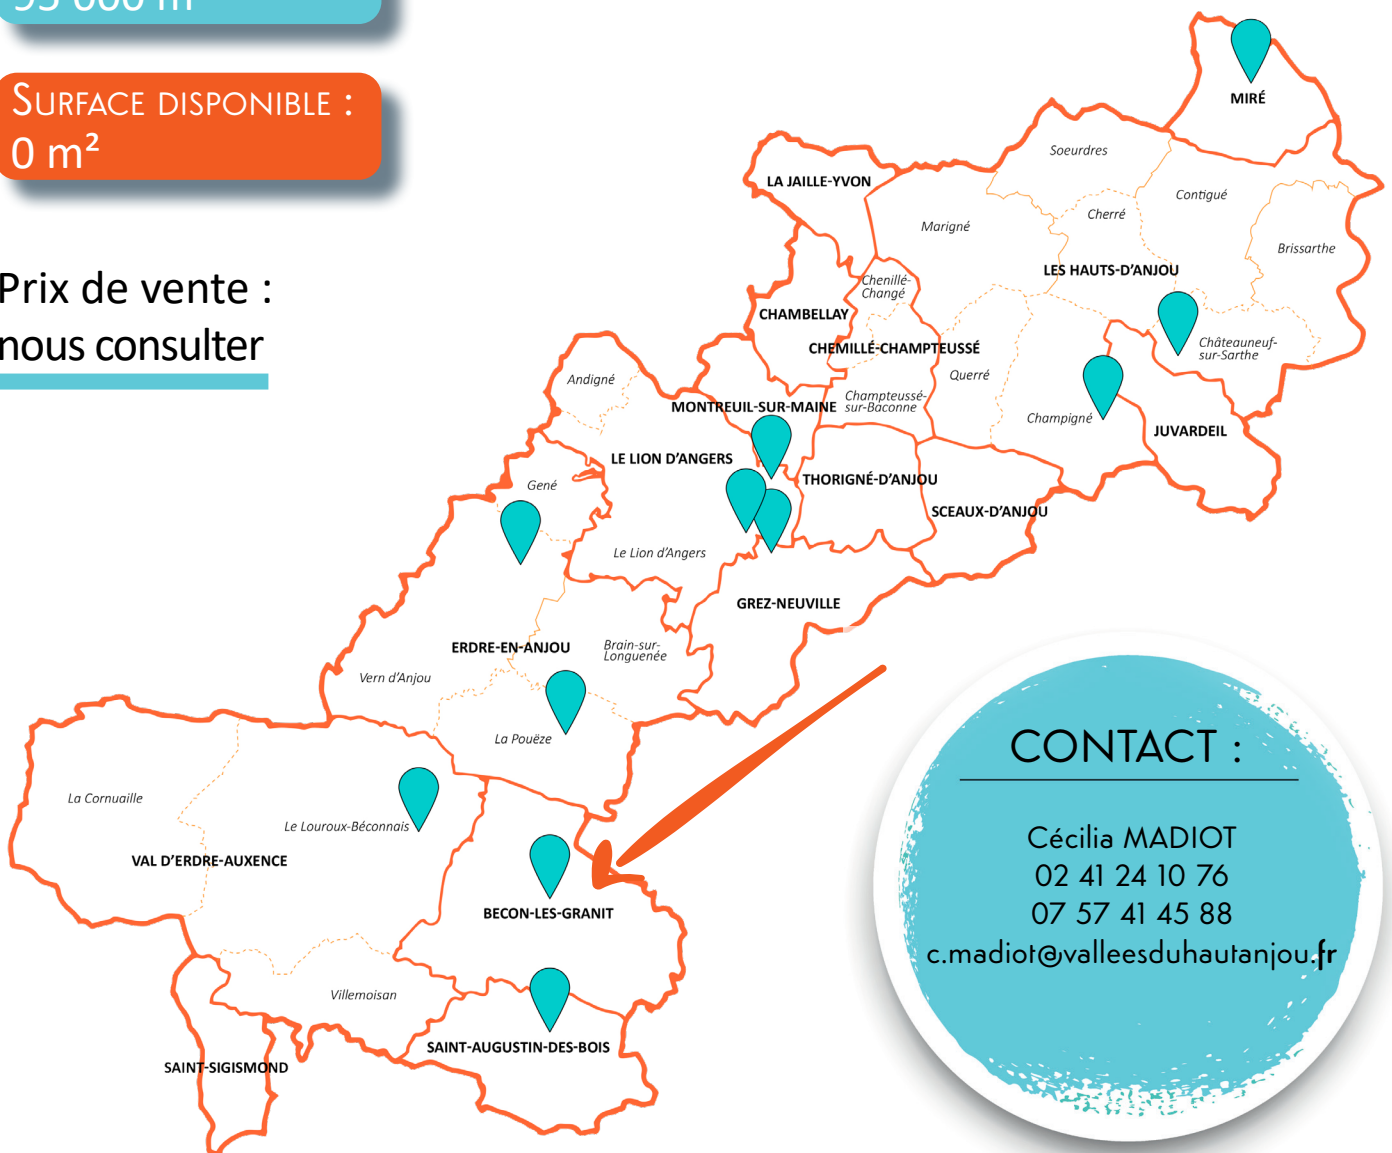 SURFACE DISPONIBLE :
0 m²
Prix de vente :
nous consulter
MIRÉ
Soeurdres
LA JAILLE-YVON
Contigué
Cherré
Marigné
Brissarthe
LES HAUTS-D'ANJOU
Chenillé-
Changé
CHAMBELLAY
Châteauneuf-
sur-Sarthe
CHEMILLÉ-CHAMPTEUSSÉ
Querré
Andigné
Champteussé-
sur-Baconne
MONTREUIL-SUR-MAINE
Champigné
JUVARDEIL
LE LION D'ANGERS
THORIGNÉ-D'ANJOU
Gené
SCEAUX-D'ANJOU
Le Lion d'Angers
GREZ-NEUVILLE
ERDRE-EN-ANJOU
Brain-sur-
Longuenée
Vern d'Anjou
La Pouëze
La Cornuaille
Le Louroux-Béconnais
VAL D'ERDRE-AUXENCE
BECON-LES-GRANIT
Villemoisan
SAINT-AUGUSTIN-DES-BOIS
SAINT-SIGISMOND
CONTACT :
Cécilia MADIOT
02 41 24 10 76
07 57 41 45 88
c.madiot@valleesduhautanjou.fr